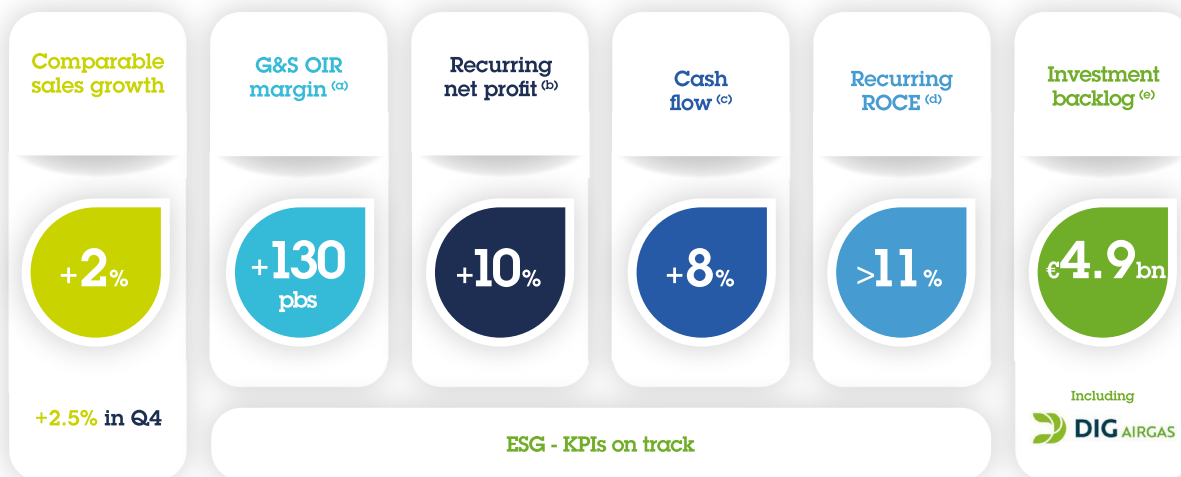 Comparable
sales growth
+2%
+2.5% in Q4
G&S OIR
margin (a)
+130
pbs
Recurring
net profit (b)
+10%
Cash
flow (c)
+8%
Recurring
ROCE (d)
>11%
Investment
backlog (e)
€4.9bn
Including
DIG AIRGAS
ESG - KPIs on track